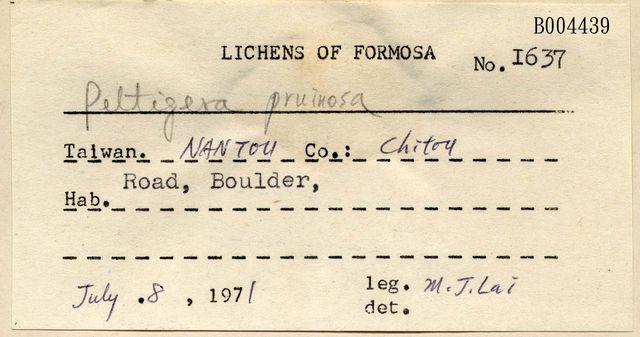 B004439
LICHENS OF FORMOSA No. 1637
Peltigera pruinosa
Taiwan. NANTOU Co.: Chitou
Road, Boulder,
Hab.
July .8 , 1971 leg. M.J.Lai
det.